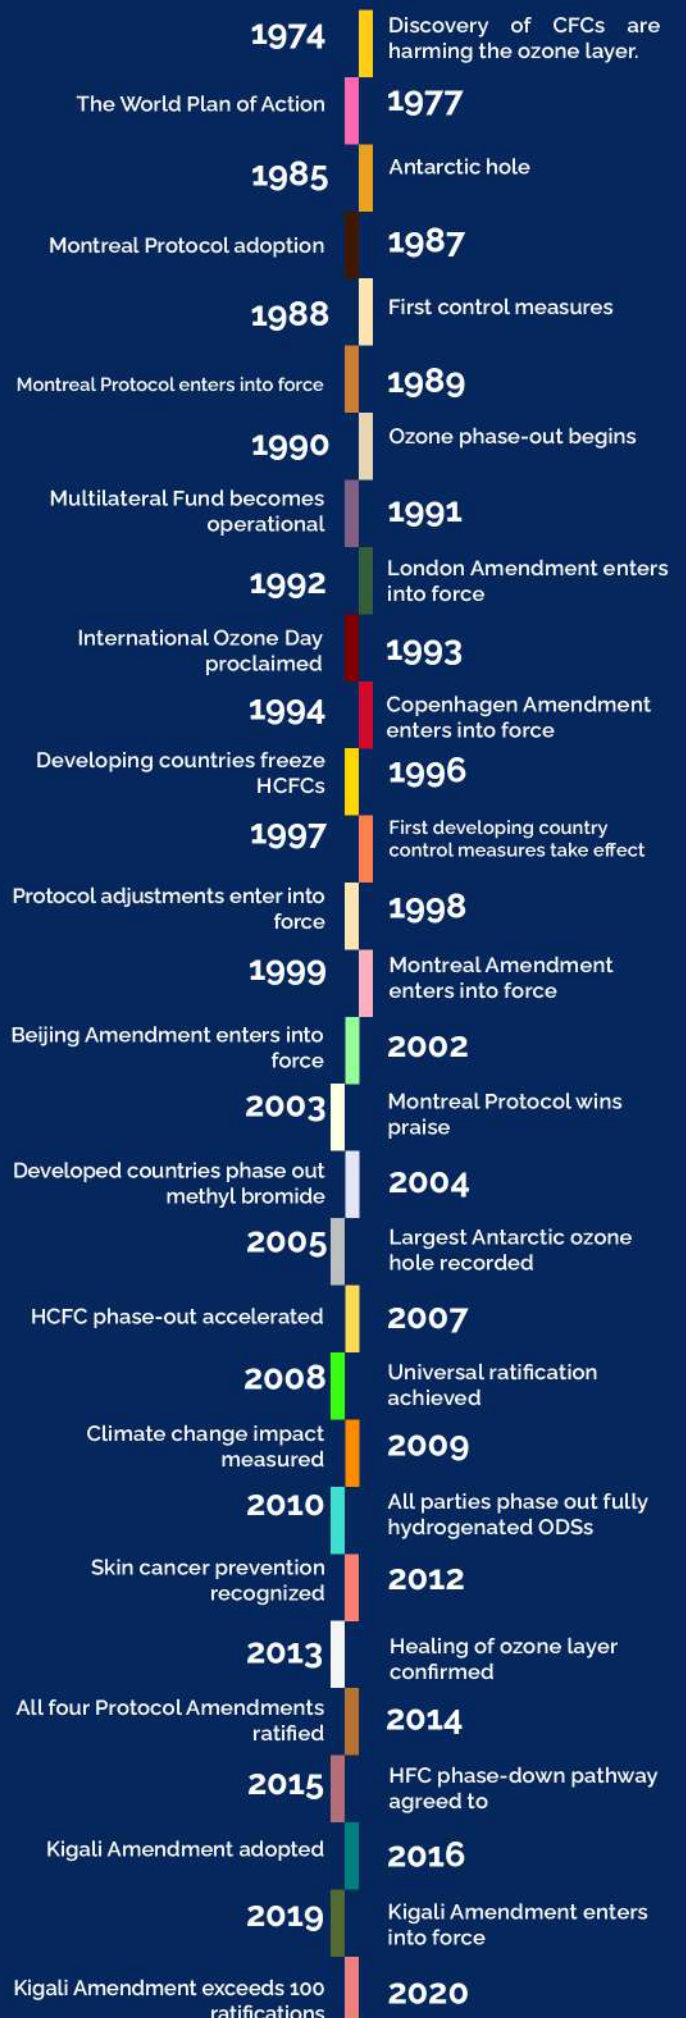 1974
Discovery of CFCs are
harming the ozone layer.
The World Plan of Action
1977
1985
Antarctic hole
Montreal Protocol adoption
1987
1988
First control measures
Montreal Protocol enters into force
1989
1990
Ozone phase-out begins
Multilateral Fund becomes
operational
1991
1992
London Amendment enters
into force
International Ozone Day
proclaimed
1993
1994
Copenhagen Amendment
enters into force
Developing countries freeze
HCFCs
1996
1997
First developing country
control measures take effect
Protocol adjustments enter into
force
1998
1999
Montreal Amendment
enters into force
Beijing Amendment enters into
force
2002
2003
Montreal Protocol wins
praise
Developed countries phase out
methyl bromide
2004
2005
Largest Antarctic ozone
hole recorded
HCFC phase-out accelerated
2007
2008
Universal ratification
achieved
Climate change impact
measured
2009
2010
All parties phase out fully
hydrogenated ODSs
Skin cancer prevention
recognized
2012
2013
Healing of ozone layer
confirmed
All four Protocol Amendments
ratified
2014
2015
HFC phase-down pathway
agreed to
Kigali Amendment adopted
2016
2019
Kigali Amendment enters
into force
Kigali Amendment exceeds 100
ratifications
2020